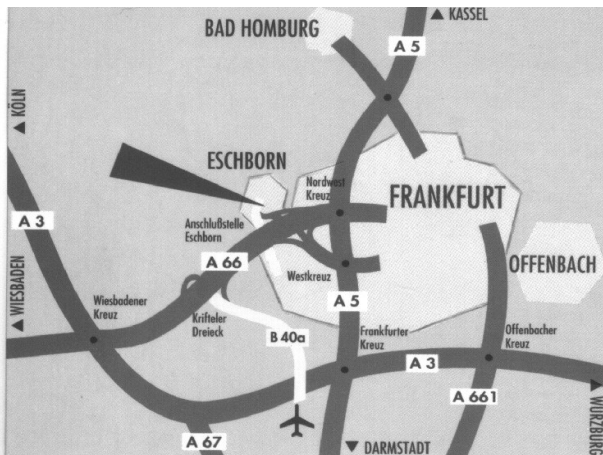 KASSEL
BAD HOMBURG
A 5
KÖLN
ESCHBORN
Nordwest
Kreuz
FRANKFURT
A 3
Anschlußstelle
Eschborn
A 66
OFFENBACH
WIESBADEN
Westkreuz
Wiesbadener
Kreuz
Krifteler
Dreieck
A 5
B 40a
Frankfurter
Kreuz
Offenbacher
Kreuz
A 3
A 661
WÜRZBURG
A 67
DARMSTADT